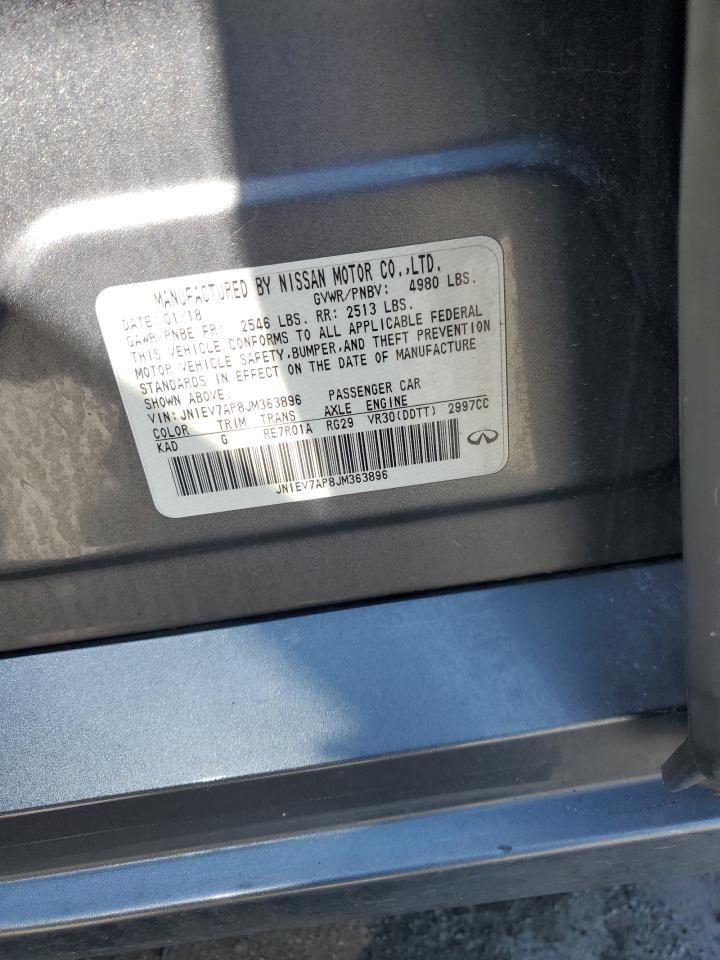 MANUFACTURED BY NISSAN MOTOR CO.,LTD.
DATE: 01/18 GVWR/PNBV: 4980 LBS.
GAWR/PNBE FR: 2546 LBS. RR: 2513 LBS.
THIS VEHICLE CONFORMS TO ALL APPLICABLE FEDERAL
MOTOR VEHICLE SAFETY,BUMPER,AND THEFT PREVENTION
STANDARDS IN EFFECT ON THE DATE OF MANUFACTURE
SHOWN ABOVE.
VIN: JN1EV7AP8JM363896 PASSENGER CAR
COLOR TRIM TRANS AXLE ENGINE
KAD G RE7R01A RG29 VR30(DDTT) 2997CC
JN1EV7AP8JM363896